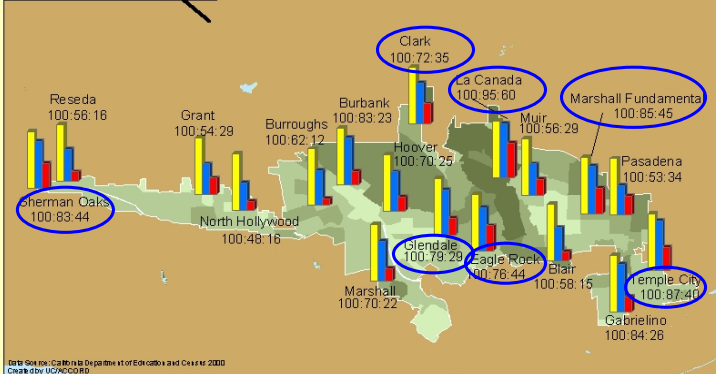 Clark
100:72:35
La Canada
100:95:60
Marshall Fundamental
100:85:45
Reseda
100:56:16
Grant
100:54:29
Burbank
100:83:23
Burroughs
100:62:12
Muir
100:56:29
Hoover
100:70:25
Pasadena
100:53:34
Sherman Oaks
100:83:44
North Hollywood
100:48:16
Glendale
100:79:29
Eagle Rock
100:76:44
Blair
100:58:15
Temple City
100:87:40
Marshall
100:70:22
Gabrielino
100:84:26
Data Source: California Department of Education and Census 2000
Created by UC/ACCORD